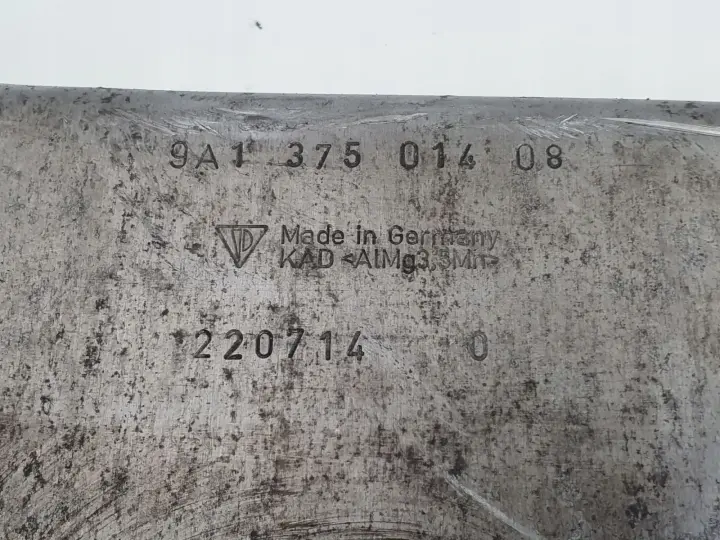 9A1 375 014 08
Made in Germany
KAD <AlMg3,5Mn>
220714 0